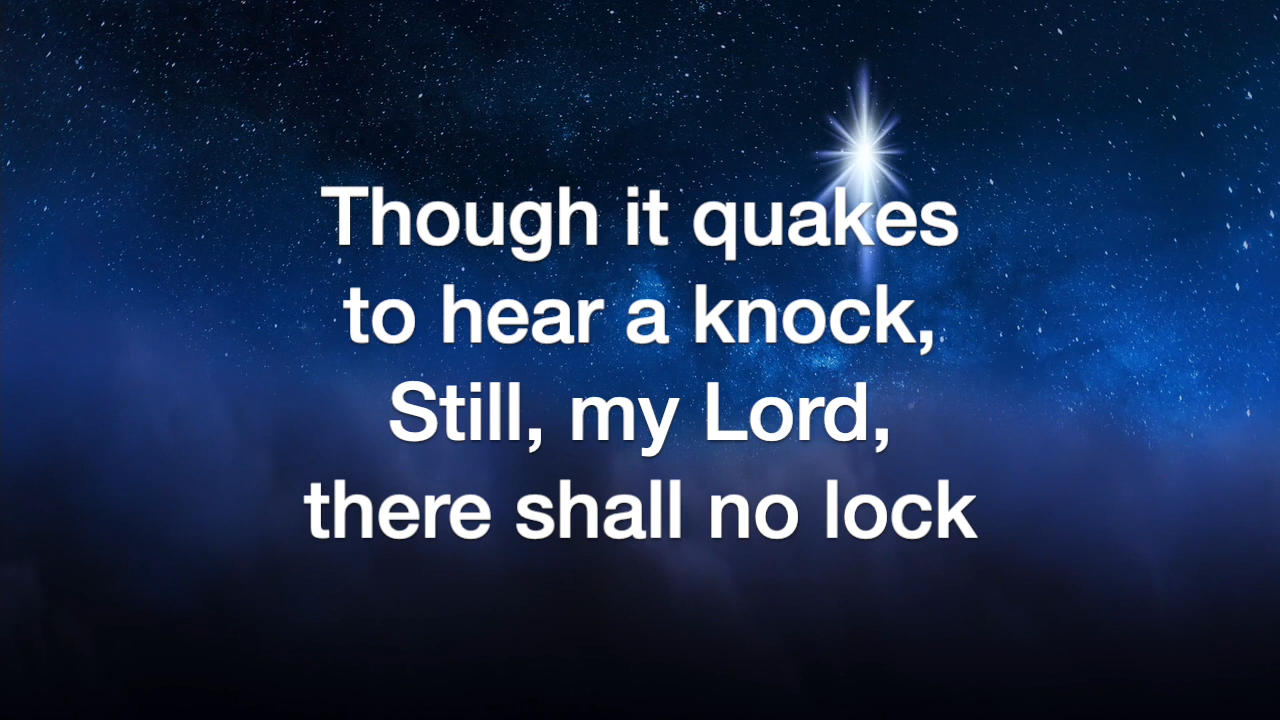 Though it quakes
to hear a knock,
Still, my Lord,
there shall no lock